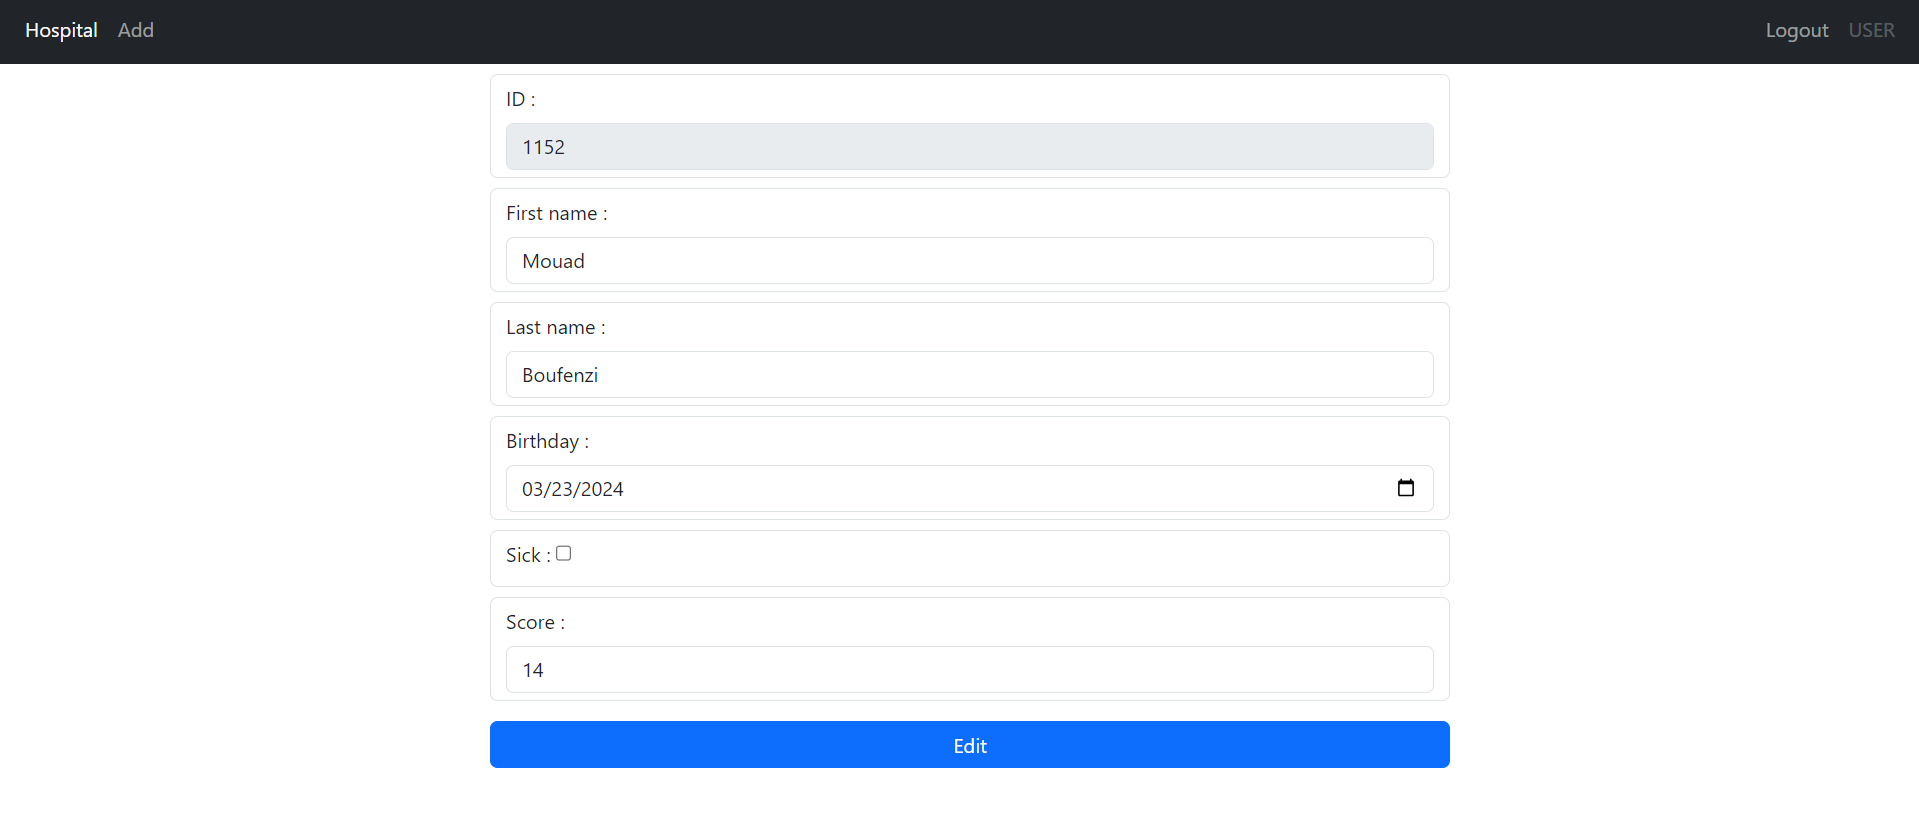 Hospital Add Logout USER
ID :
1152
First name :
Mouad
Last name :
Boufenzi
Birthday :
03/23/2024
Sick :
Score :
14
Edit